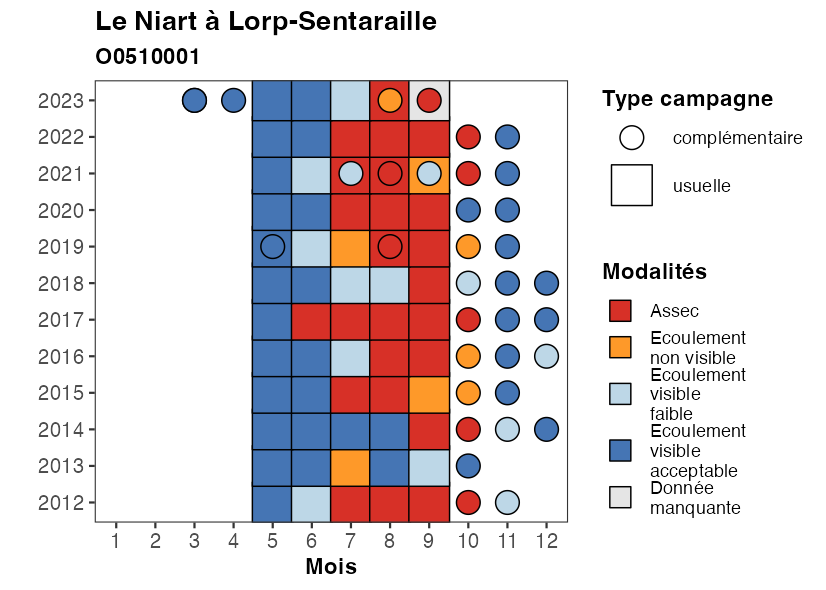 Le Niart à Lorp-Sentaraille
O0510001
2023
2022
2021
2020
2019
2018
2017
2016
2015
2014
2013
2012
1 2 3 4 5 6 7 8 9 10 11 12
Mois
Type campagne
complémentaire
usuelle
Modalités
Assec
Ecoulement
non visible
Ecoulement
visible
faible
Ecoulement
visible
acceptable
Donnée
manquante